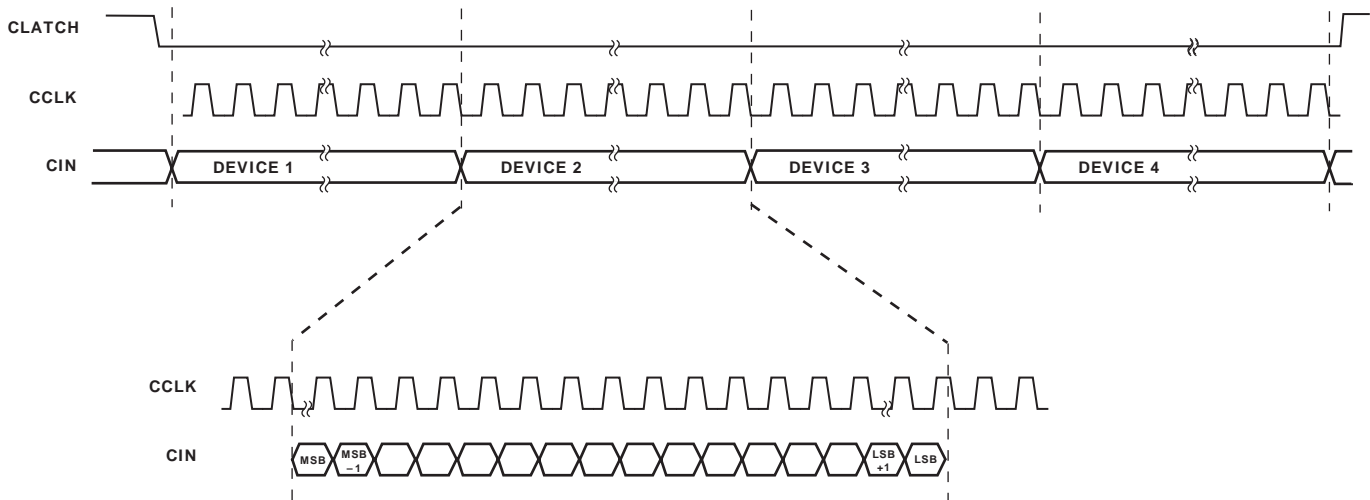 CLATCH
CCLK
CIN
DEVICE 1
DEVICE 2
DEVICE 3
DEVICE 4
CCLK
CIN
MSB
MSB
–1
LSB
+1
LSB